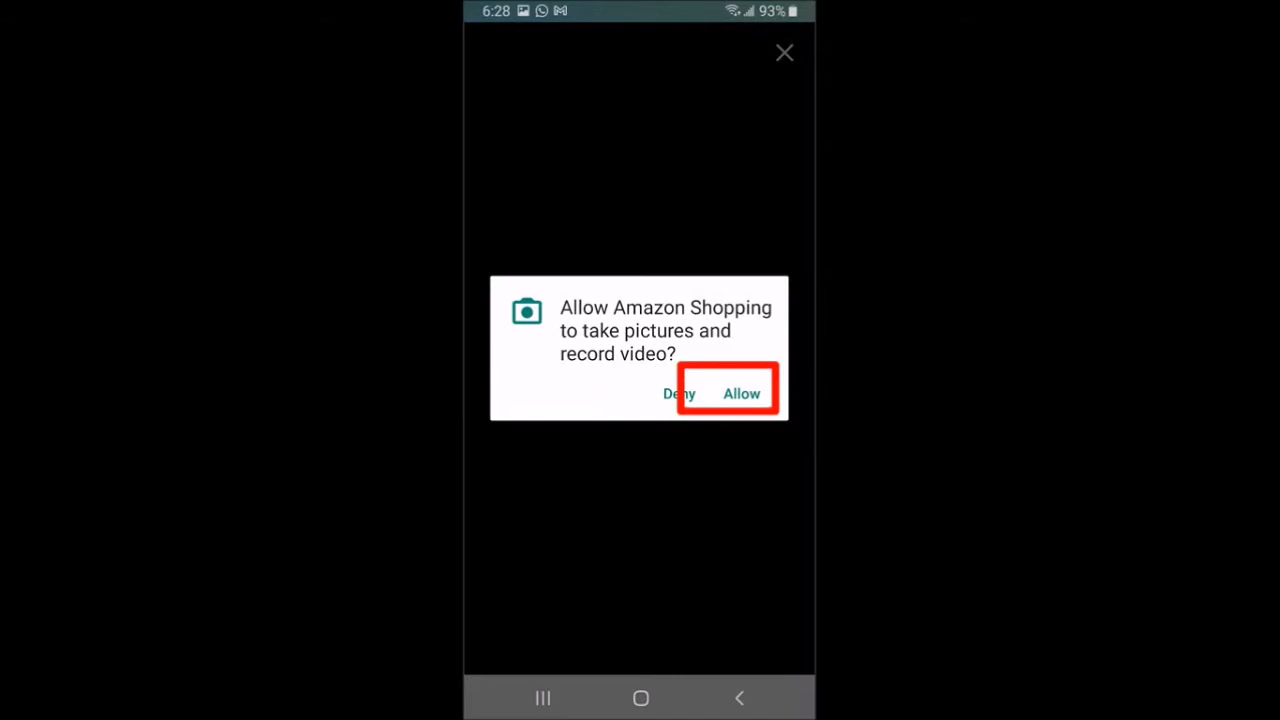 6:28 93%
Allow Amazon Shopping
to take pictures and
record video?
Deny Allow